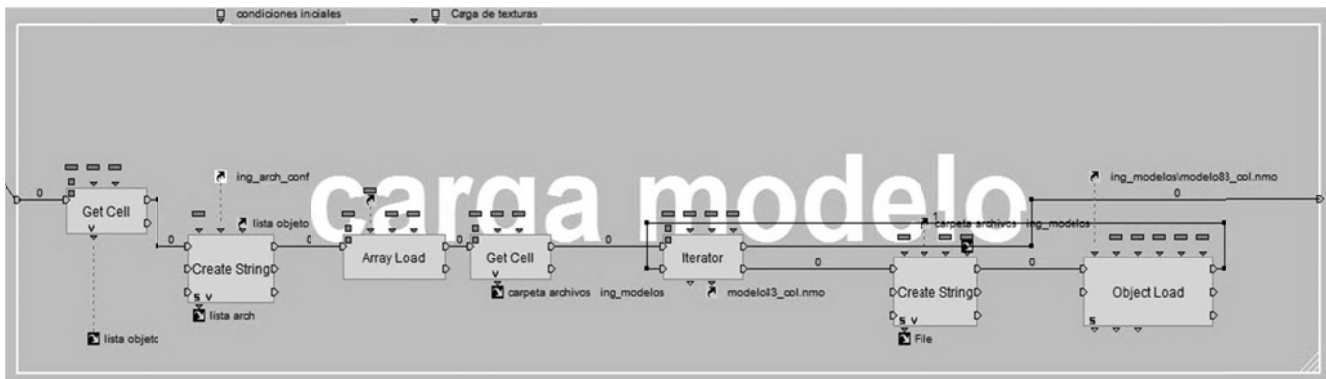 condiciones iniciales
Carga de texturas
carga modelo
0
Get Cell
V
lista objeto
ing_arch_conf
lista objeto
0
Create String
S V
lista arch
0
Array Load
0
Get Cell
V
carpeta archivos ing_modelos
0
Iterator
modelo83_col.nmo
0
carpeta archivos ing_modelos
Create String
S V
File
0
ing_modelos\modelo83_col.nmo
0
Object Load
S